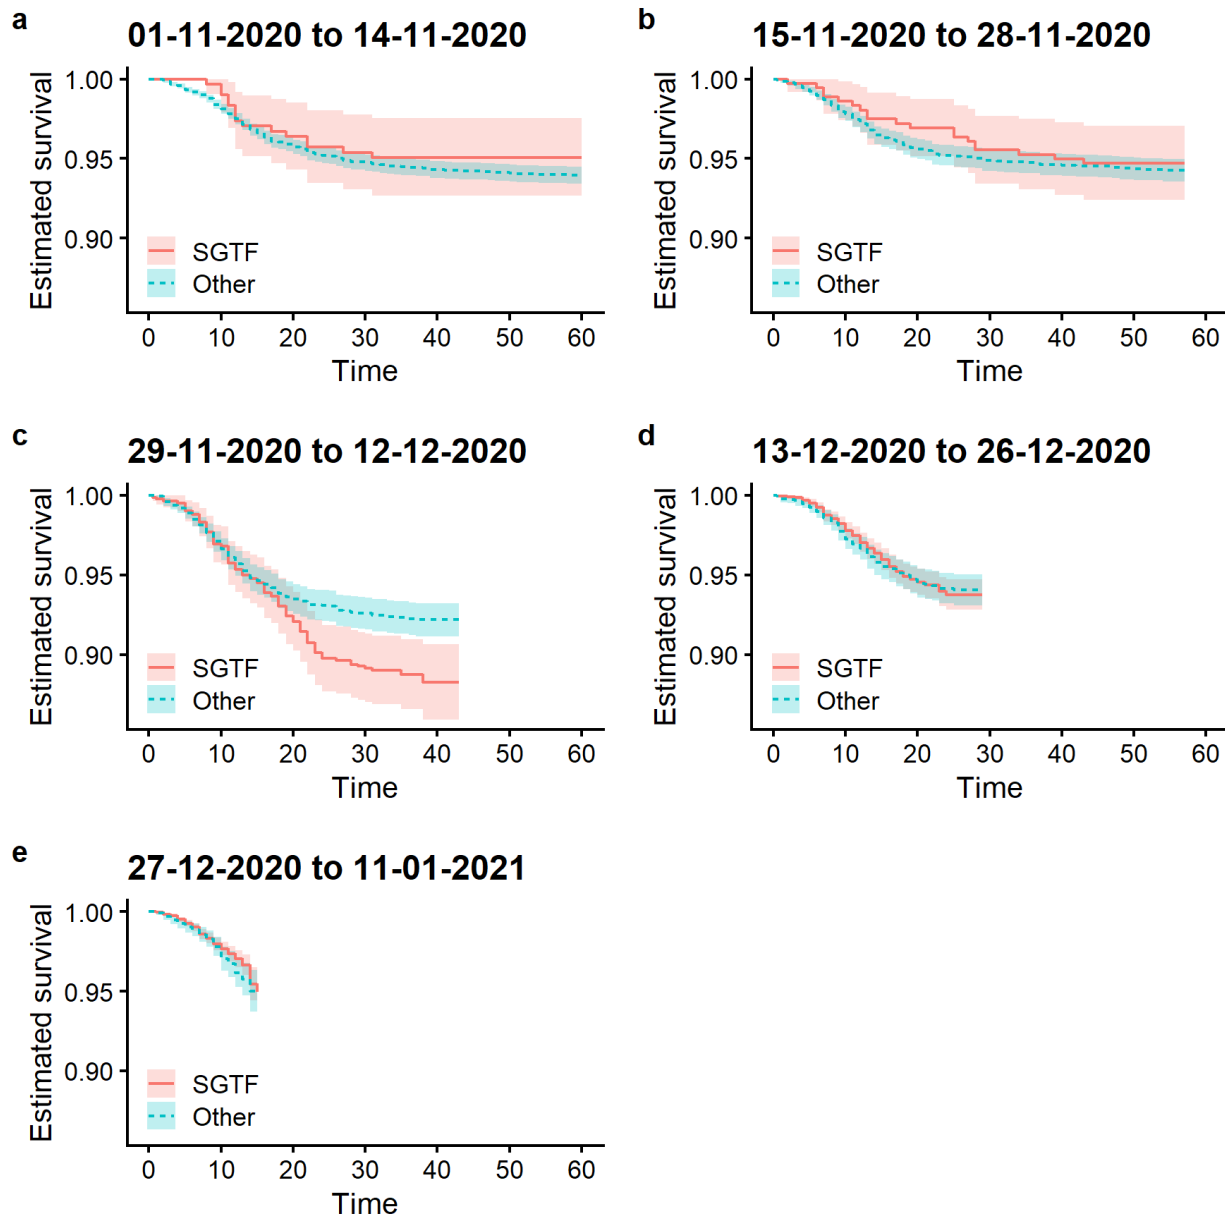 a
01-11-2020 to 14-11-2020
Estimated survival
1.00
0.95
0.90
SGTF
Other
0 10 20 30 40 50 60
Time
b
15-11-2020 to 28-11-2020
Estimated survival
1.00
0.95
0.90
SGTF
Other
0 10 20 30 40 50 60
Time
c
29-11-2020 to 12-12-2020
Estimated survival
1.00
0.95
0.90
SGTF
Other
0 10 20 30 40 50 60
Time
d
13-12-2020 to 26-12-2020
Estimated survival
1.00
0.95
0.90
SGTF
Other
0 10 20 30 40 50 60
Time
e
27-12-2020 to 11-01-2021
Estimated survival
1.00
0.95
0.90
SGTF
Other
0 10 20 30 40 50 60
Time